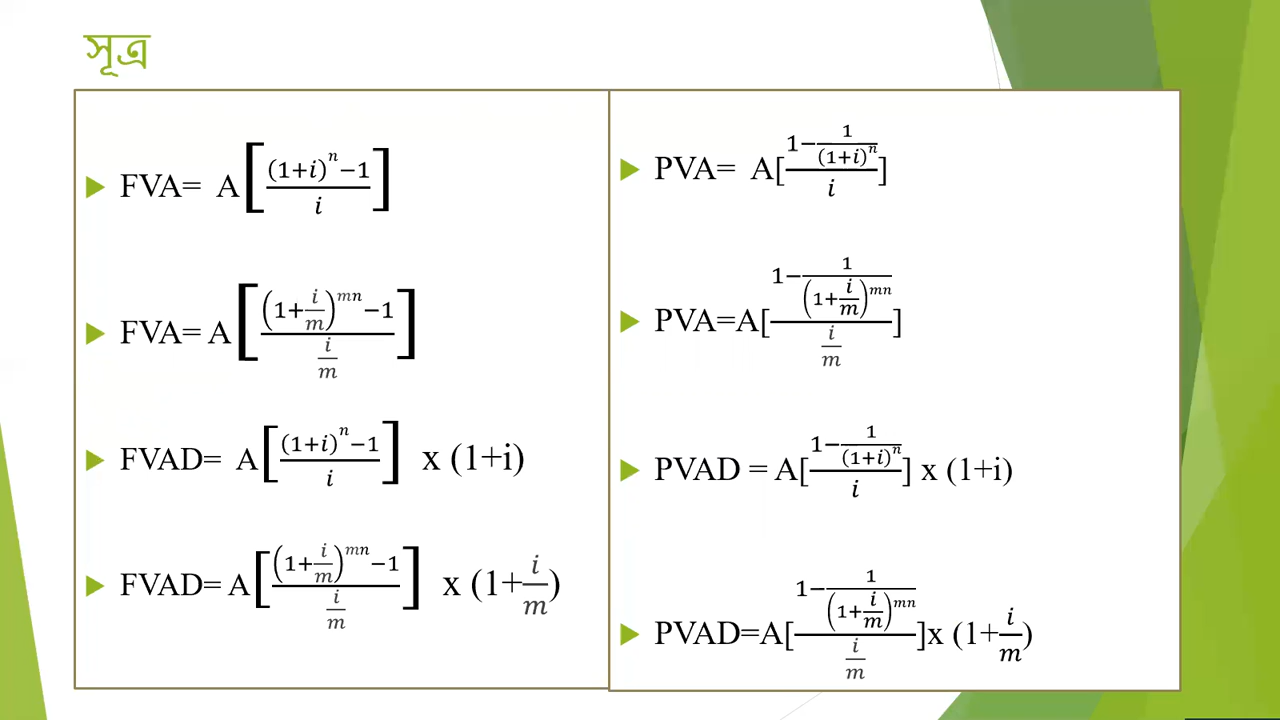 সূত্র
FVA= A[((1+i)^n−1)/i]
FVA= A[((1+i/m)^mn−1)/(i/m)]
FVAD= A[((1+i)^n−1)/i] x (1+i)
FVAD= A[((1+i/m)^mn−1)/(i/m)] x (1+i/m)
PVA= A[(1−1/(1+i)^n)/i]
PVA=A[(1−1/(1+i/m)^mn)/(i/m)]
PVAD = A[(1−1/(1+i)^n)/i] x (1+i)
PVAD=A[(1−1/(1+i/m)^mn)/(i/m)]x (1+i/m)